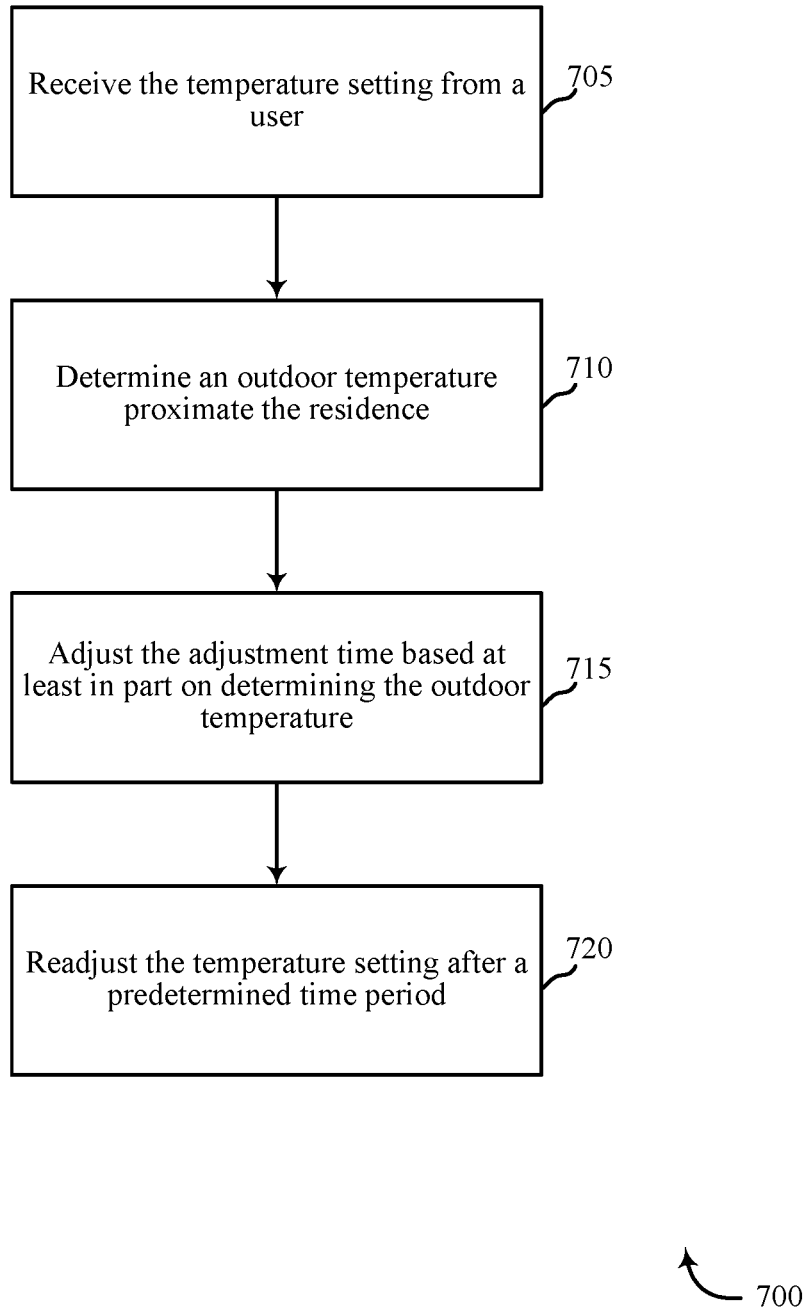 Receive the temperature setting from a
user
705
Determine an outdoor temperature
proximate the residence
710
Adjust the adjustment time based at
least in part on determining the outdoor
temperature
715
Readjust the temperature setting after a
predetermined time period
720
700